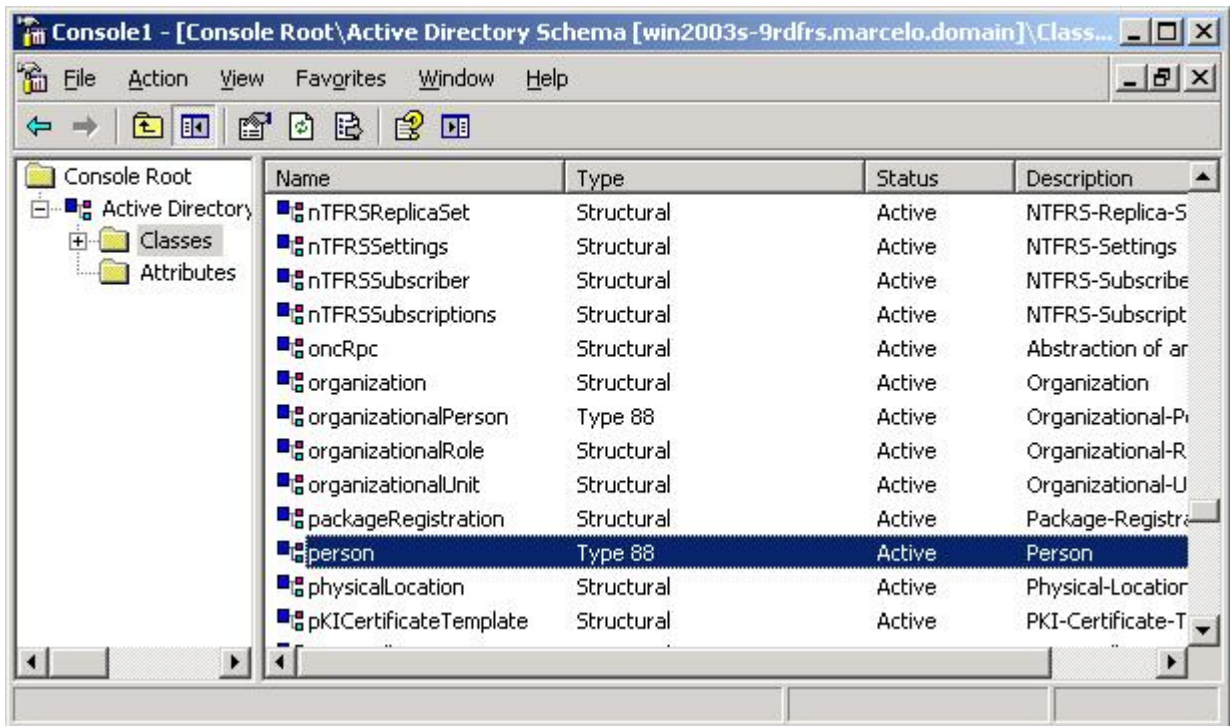 Console1 - [Console Root\Active Directory Schema [win2003s-9rdfrs.marcelo.domain]\Class...
File Action View Favorites Window Help
Console Root
Active Directory
Classes
Attributes
Name Type Status Description
nTFRSReplicaSet Structural Active NTFRS-Replica-S
nTFRSSettings Structural Active NTFRS-Settings
nTFRSSubscriber Structural Active NTFRS-Subscribe
nTFRSSubscriptions Structural Active NTFRS-Subscript
oncRpc Structural Active Abstraction of an
organization Structural Active Organization
organizationalPerson Type 88 Active Organizational-Pe
organizationalRole Structural Active Organizational-R
organizationalUnit Structural Active Organizational-U
packageRegistration Structural Active Package-Registra
person Type 88 Active Person
physicalLocation Structural Active Physical-Location
pKICertificateTemplate Structural Active PKI-Certificate-T